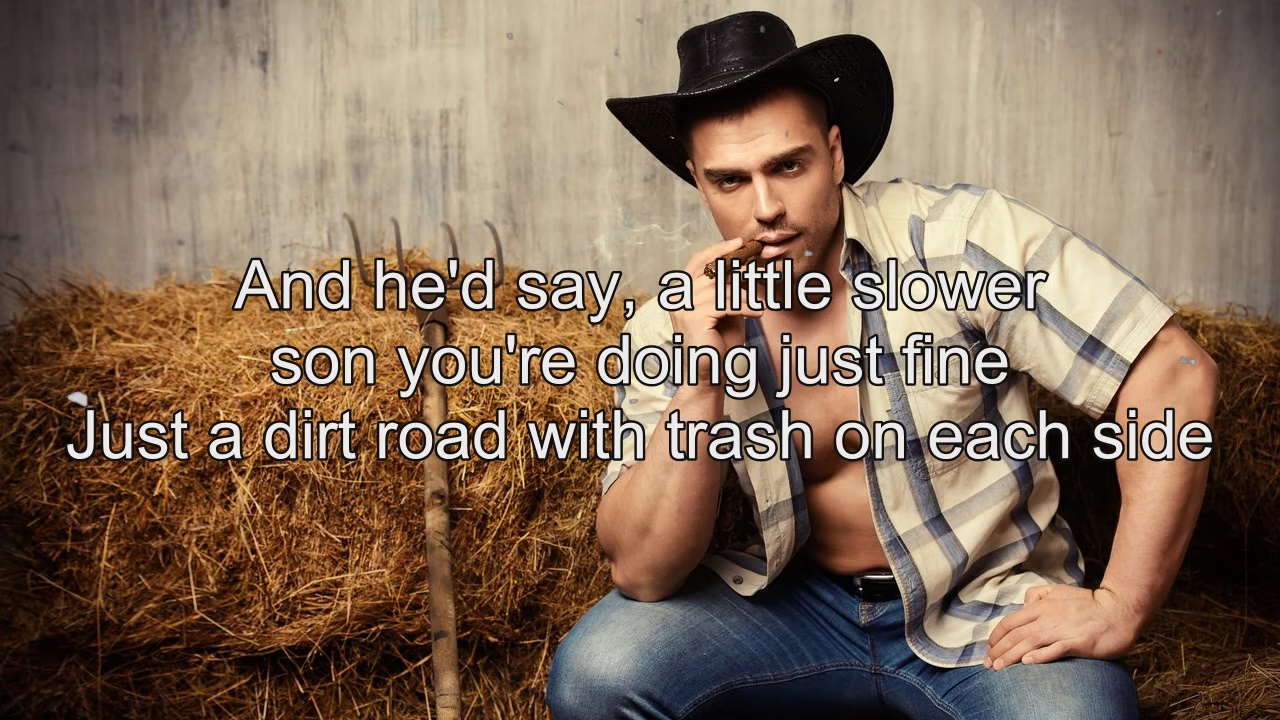 And he'd say, a little slower
son you're doing just fine
Just a dirt road with trash on each side